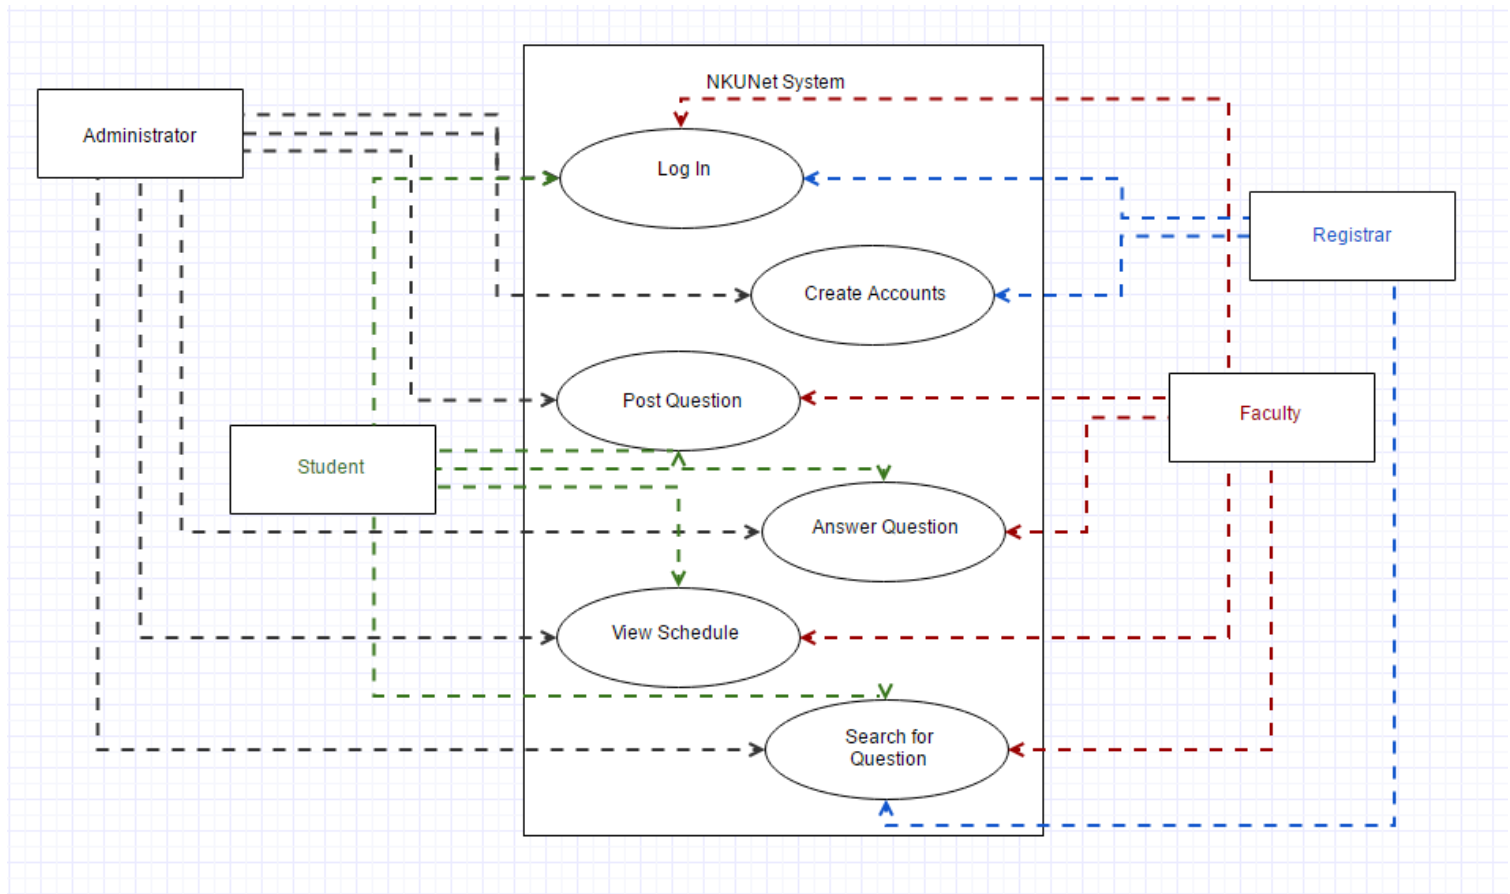 NKUNet System
Administrator
Log In
Registrar
Create Accounts
Post Question
Faculty
Student
Answer Question
View Schedule
Search for
Question